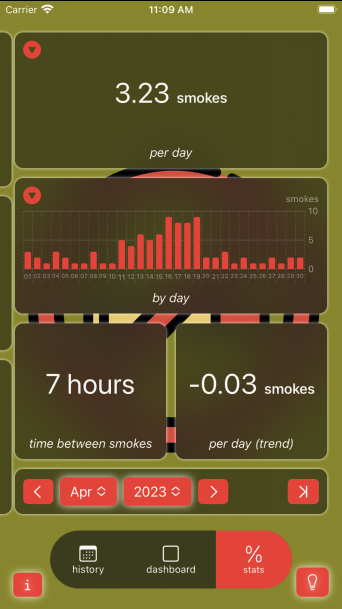 Carrier 11:09 AM
3.23 smokes
per day
smokes
10
5
0
01 02 03 04 05 06 07 08 09 10 11 12 13 14 15 16 17 18 19 20 21 22 23 24 25 26 27 28 29 30
by day
7 hours
time between smokes
-0.03 smokes
per day (trend)
Apr 2023
history
dashboard
%
stats
i